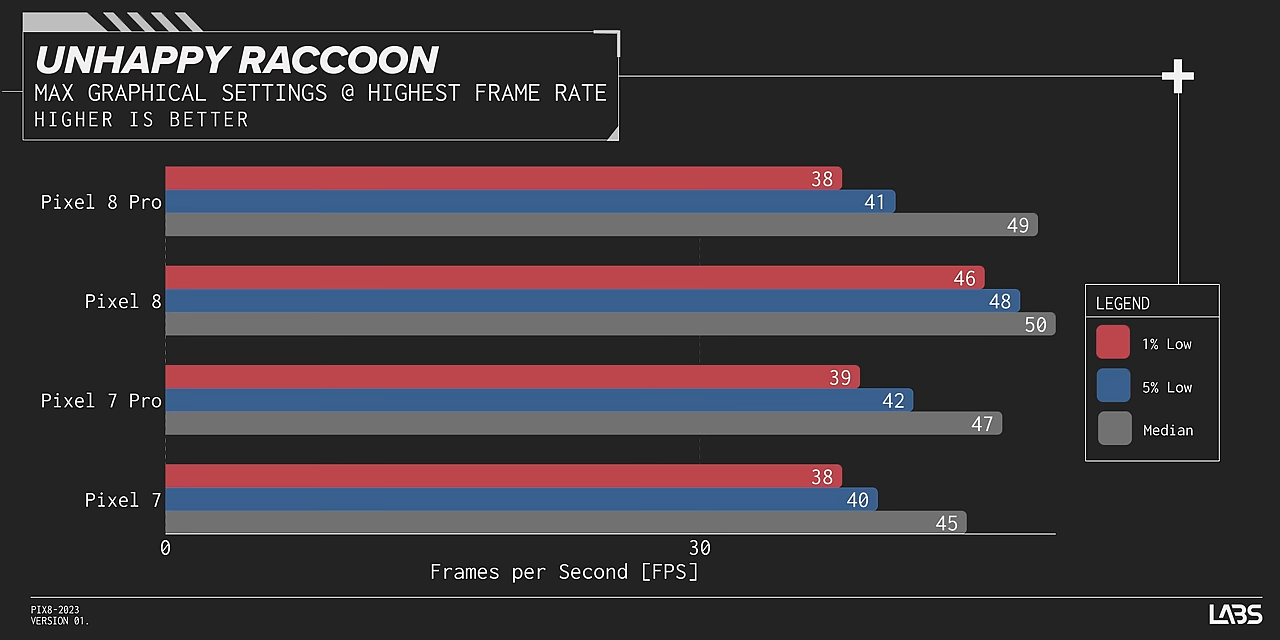 UNHAPPY RACCOON
MAX GRAPHICAL SETTINGS @ HIGHEST FRAME RATE
HIGHER IS BETTER
Pixel 8 Pro
38
41
49
Pixel 8
46
48
50
Pixel 7 Pro
39
42
47
Pixel 7
38
40
45
0 30
Frames per Second [FPS]
LEGEND
1% Low
5% Low
Median
PIX8-2023
VERSION 01.
LABS